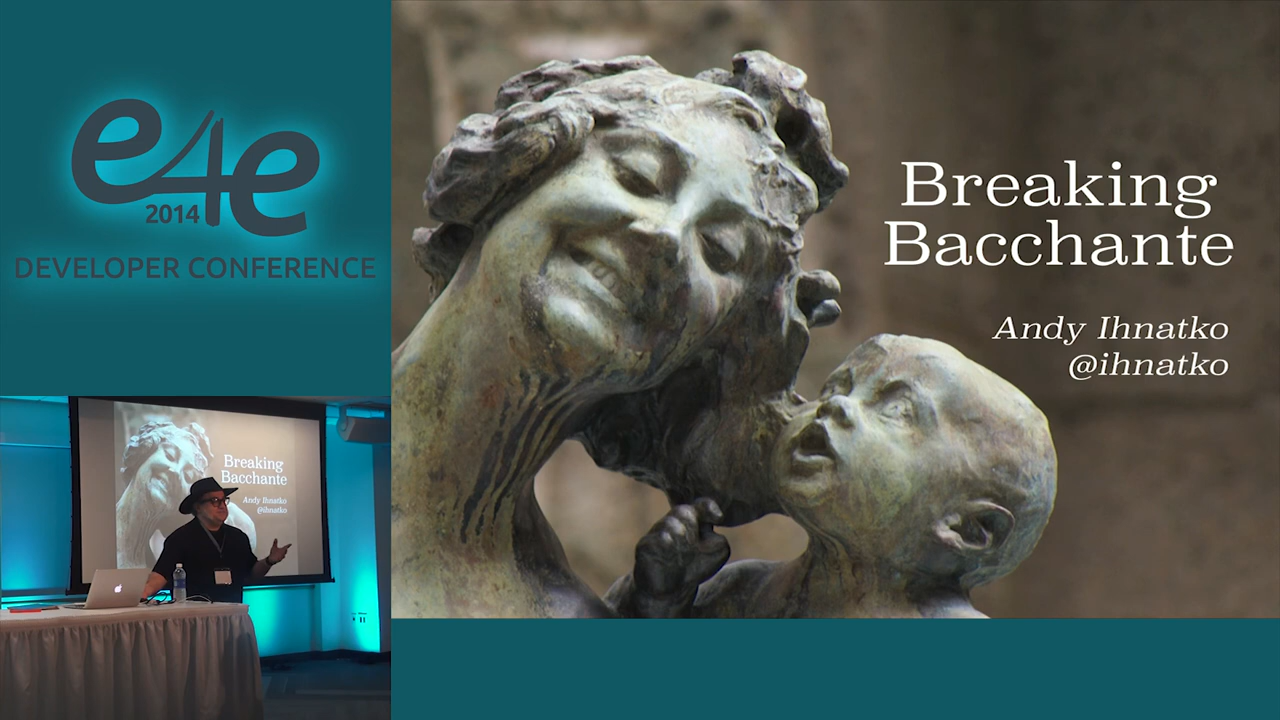 e4e
2014
DEVELOPER CONFERENCE
Breaking
Bacchante
Andy Ihnatko
@ihnatko
Breaking
Bacchante
Andy Ihnatko
@ihnatko